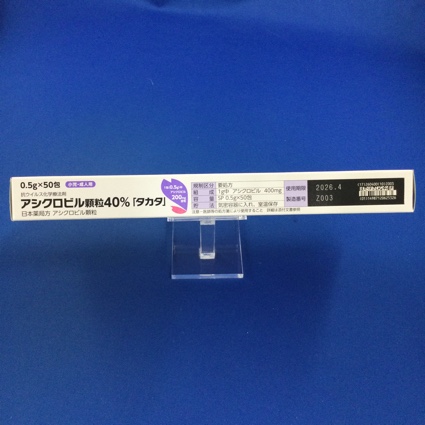 0.5g×50包
小児・成人用
抗ウイルス化学療法剤
アシクロビル顆粒40%「タカタ」
日本薬局方 アシクロビル顆粒
1包0.5g中
アシクロビル
200mg
規制区分 要処方
組成 1g中 アシクロビル 400mg
容量 SP 0.5g×50包
貯法 気密容器に入れ、室温保存
使用期限 2026.4
製造番号 Z003